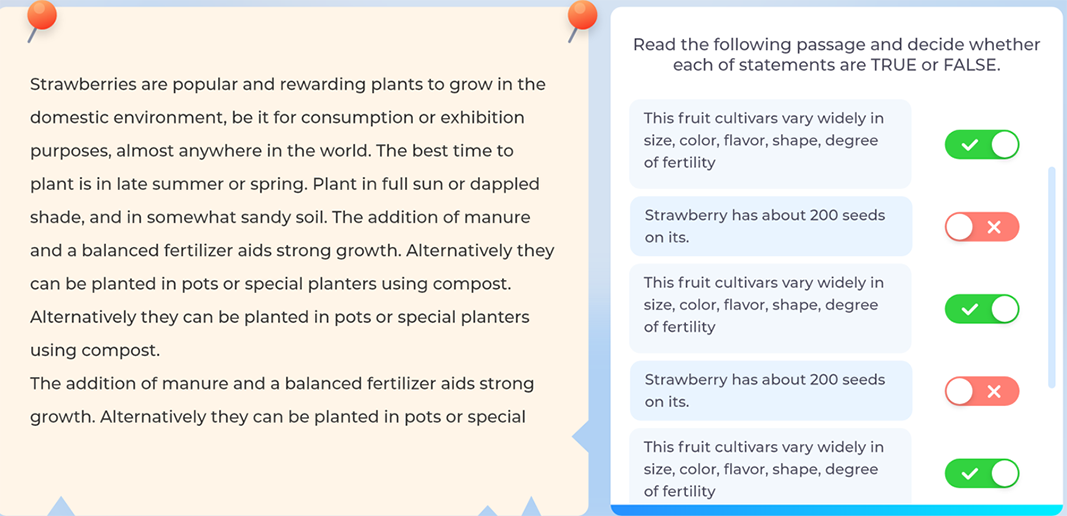 Strawberries are popular and rewarding plants to grow in the
domestic environment, be it for consumption or exhibition
purposes, almost anywhere in the world. The best time to
plant is in late summer or spring. Plant in full sun or dappled
shade, and in somewhat sandy soil. The addition of manure
and a balanced fertilizer aids strong growth. Alternatively they
can be planted in pots or special planters using compost.
Alternatively they can be planted in pots or special planters
using compost.
The addition of manure and a balanced fertilizer aids strong
growth. Alternatively they can be planted in pots or special
Read the following passage and decide whether
each of statements are TRUE or FALSE.
This fruit cultivars vary widely in
size, color, flavor, shape, degree
of fertility
Strawberry has about 200 seeds
on its.
This fruit cultivars vary widely in
size, color, flavor, shape, degree
of fertility
Strawberry has about 200 seeds
on its.
This fruit cultivars vary widely in
size, color, flavor, shape, degree
of fertility